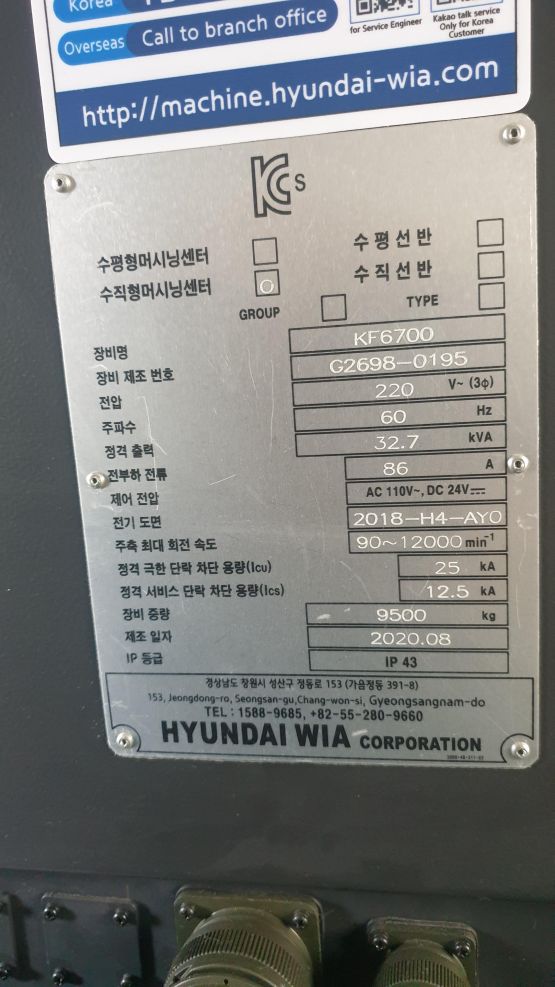 Korea
Overseas Call to branch office
for Service Engineer
Kakao talk service
Only for Korea
Customer
http://machine.hyundai-wia.com
KC s
수평형머시닝센터 수평선반
수직형머시닝센터 O 수직선반
GROUP TYPE
장비명 KF6700
장비 제조 번호 G2698-0195
전압 220 V~ (3φ)
주파수 60 Hz
정격 출력 32.7 kVA
전부하 전류 86 A
제어 전압 AC 110V~, DC 24V⎓
전기 도면 2018-H4-AY0
주축 최대 회전 속도 90~12000 min⁻¹
정격 극한 단락 차단 용량(Icu) 25 kA
정격 서비스 단락 차단 용량(Ics) 12.5 kA
장비 중량 9500 kg
제조 일자 2020.08
IP 등급 IP 43
경상남도 창원시 성산구 정동로 153 (가음정동 391-8)
153, Jeongdong-ro, Seongsan-gu,Chang-won-si, Gyeongsangnam-do
TEL : 1588-9685, +82-55-280-9660
HYUNDAI WIA CORPORATION